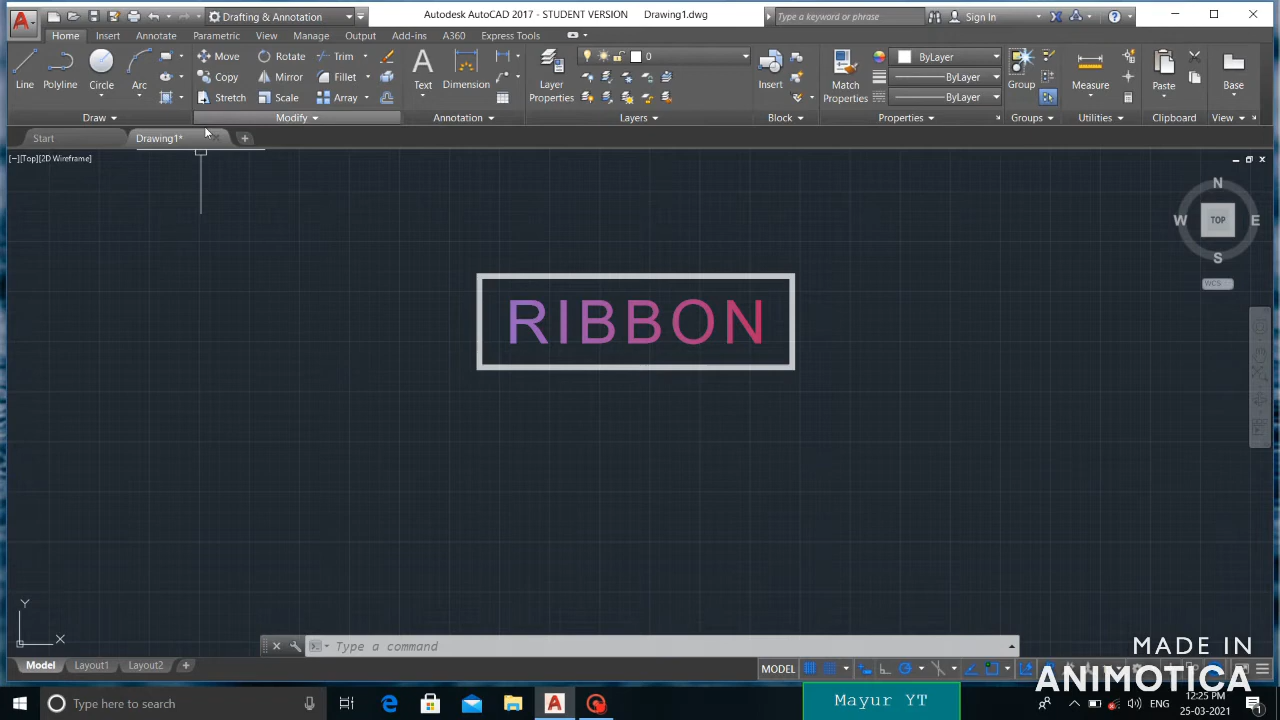 Drafting & Annotation
Autodesk AutoCAD 2017 - STUDENT VERSION Drawing1.dwg
Type a keyword or phrase
Sign In
Home Insert Annotate Parametric View Manage Output Add-ins A360 Express Tools
Move Rotate Trim 0 ByLayer
Copy Mirror Fillet ByLayer
Stretch Scale Array ByLayer
Line Polyline Circle Arc Text Dimension Layer Properties Insert Match Properties Group Measure Paste Base
Draw Modify Annotation Layers Block Properties Groups Utilities Clipboard View
Start Drawing1*
[−][Top][2D Wireframe]
N
W TOP E
S
WCS
RIBBON
Y
X
Type a command
Model Layout1 Layout2 MODEL
MADE IN
ANIMOTICA
Type here to search
Mayur YT
ENG
12:25 PM
25-03-2021